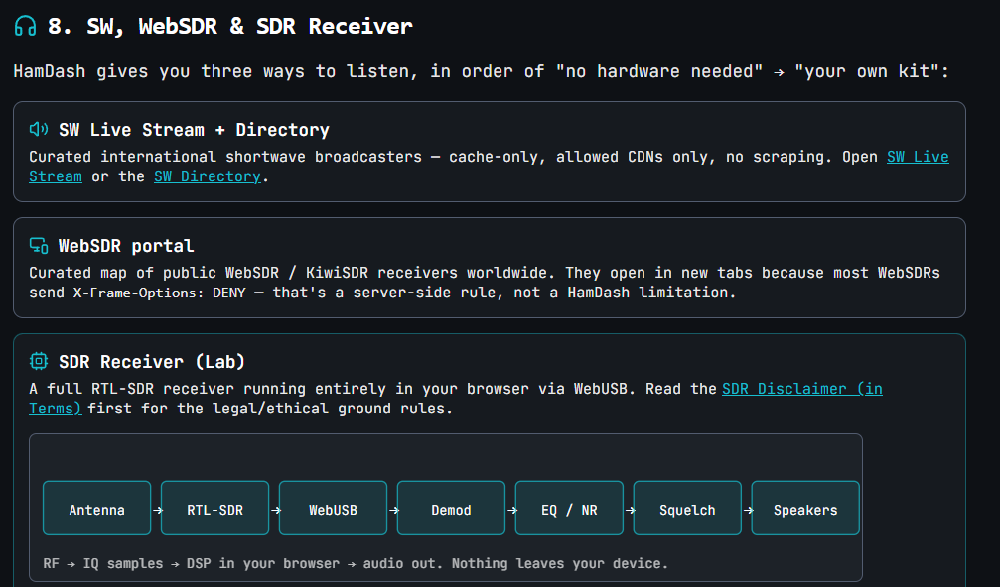 8. SW, WebSDR & SDR Receiver
HamDash gives you three ways to listen, in order of "no hardware needed" → "your own kit":
SW Live Stream + Directory
Curated international shortwave broadcasters — cache-only, allowed CDNs only, no scraping. Open SW Live
Stream or the SW Directory.
WebSDR portal
Curated map of public WebSDR / KiwiSDR receivers worldwide. They open in new tabs because most WebSDRs
send X-Frame-Options: DENY — that's a server-side rule, not a HamDash limitation.
SDR Receiver (Lab)
A full RTL-SDR receiver running entirely in your browser via WebUSB. Read the SDR Disclaimer (in
Terms) first for the legal/ethical ground rules.
Antenna → RTL-SDR → WebUSB → Demod → EQ / NR → Squelch → Speakers
RF → IQ samples → DSP in your browser → audio out. Nothing leaves your device.